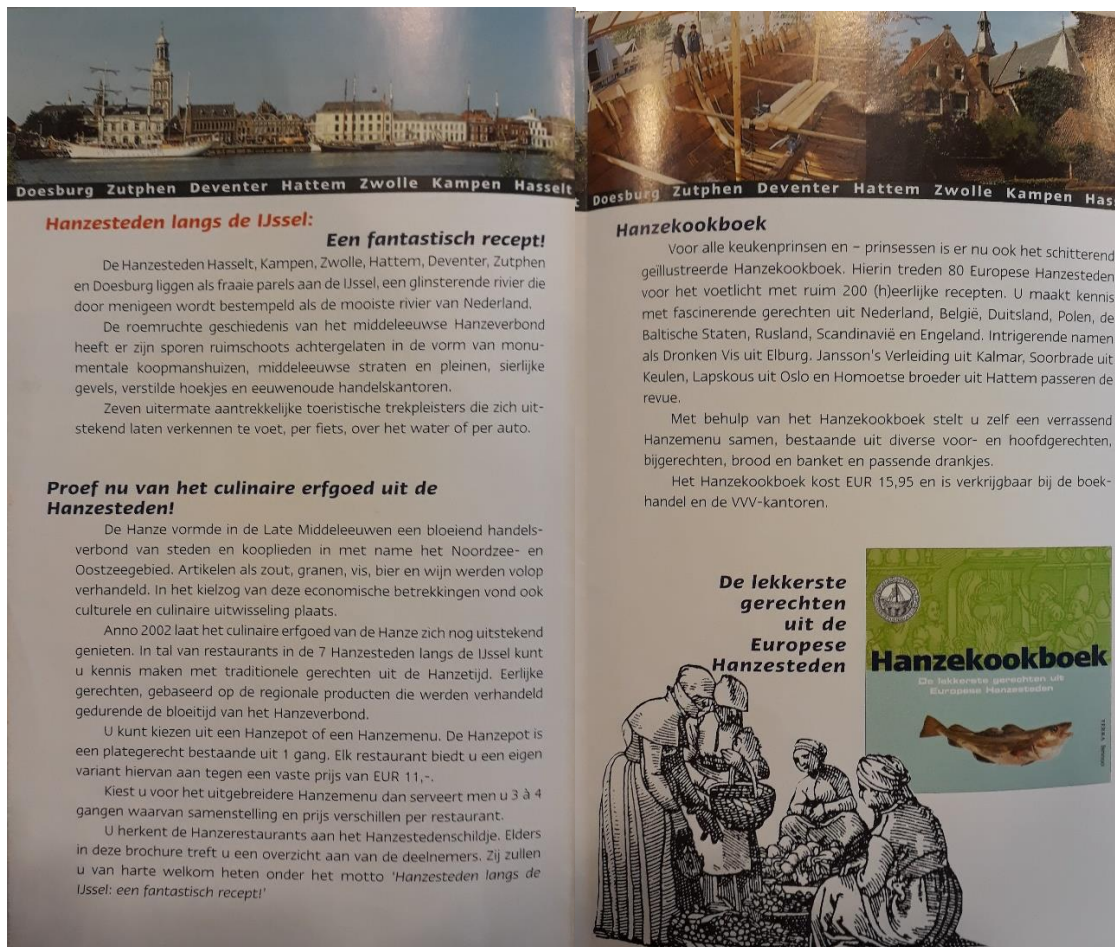 Doesburg Zutphen Deventer Hattem Zwolle Kampen Hasselt
Hanzesteden langs de IJssel:
Een fantastisch recept!
De Hanzesteden Hasselt, Kampen, Zwolle, Hattem, Deventer, Zutphen
en Doesburg liggen als fraaie parels aan de IJssel, een glinsterende rivier die
door menigeen wordt bestempeld als de mooiste rivier van Nederland.
De roemruchte geschiedenis van het middeleeuwse Hanzeverbond
heeft er zijn sporen ruimschoots achtergelaten in de vorm van monu-
mentale koopmanshuizen, middeleeuwse straten en pleinen, sierlijke
gevels, verstilde hoekjes en eeuwenoude handelskantoren.
Zeven uitermate aantrekkelijke toeristische trekpleisters die zich uit-
stekend laten verkennen te voet, per fiets, over het water of per auto.
Proef nu van het culinaire erfgoed uit de
Hanzesteden!
De Hanze vormde in de Late Middeleeuwen een bloeiend handels-
verbond van steden en kooplieden in met name het Noordzee- en
Oostzeegebied. Artikelen als zout, granen, vis, bier en wijn werden volop
verhandeld. In het kielzog van deze economische betrekkingen vond ook
culturele en culinaire uitwisseling plaats.
Anno 2002 laat het culinaire erfgoed van de Hanze zich nog uitstekend
genieten. In tal van restaurants in de 7 Hanzesteden langs de IJssel kunt
u kennis maken met traditionele gerechten uit de Hanzetijd. Eerlijke
gerechten, gebaseerd op de regionale producten die werden verhandeld
gedurende de bloeitijd van het Hanzeverbond.
U kunt kiezen uit een Hanzepot of een Hanzemenu. De Hanzepot is
een plategerecht bestaande uit 1 gang. Elk restaurant biedt u een eigen
variant hiervan aan tegen een vaste prijs van EUR 11,-.
Kiest u voor het uitgebreidere Hanzemenu dan serveert men u 3 à 4
gangen waarvan samenstelling en prijs verschillen per restaurant.
U herkent de Hanzerestaurants aan het Hanzestedenschildje. Elders
in deze brochure treft u een overzicht aan van de deelnemers. Zij zullen
u van harte welkom heten onder het motto 'Hanzesteden langs de
IJssel: een fantastisch recept!'
t Doesburg Zutphen Deventer Hattem Zwolle Kampen Has
Hanzekookboek
Voor alle keukenprinsen en – prinsessen is er nu ook het schitterend
geïllustreerde Hanzekookboek. Hierin treden 80 Europese Hanzesteden
voor het voetlicht met ruim 200 (h)eerlijke recepten. U maakt kennis
met fascinerende gerechten uit Nederland, België, Duitsland, Polen, de
Baltische Staten, Rusland, Scandinavië en Engeland. Intrigerende namen
als Dronken Vis uit Elburg. Jansson's Verleiding uit Kalmar, Soorbrade uit
Keulen, Lapskous uit Oslo en Homoetse broeder uit Hattem passeren de
revue.
Met behulp van het Hanzekookboek stelt u zelf een verrassend
Hanzemenu samen, bestaande uit diverse voor- en hoofdgerechten,
bijgerechten, brood en banket en passende drankjes.
Het Hanzekookboek kost EUR 15,95 en is verkrijgbaar bij de boek-
handel en de VVV-kantoren.
De lekkerste
gerechten
uit de
Europese
Hanzesteden
Hanzekookboek
De lekkerste gerechten uit
Europese Hanzesteden
TERRA